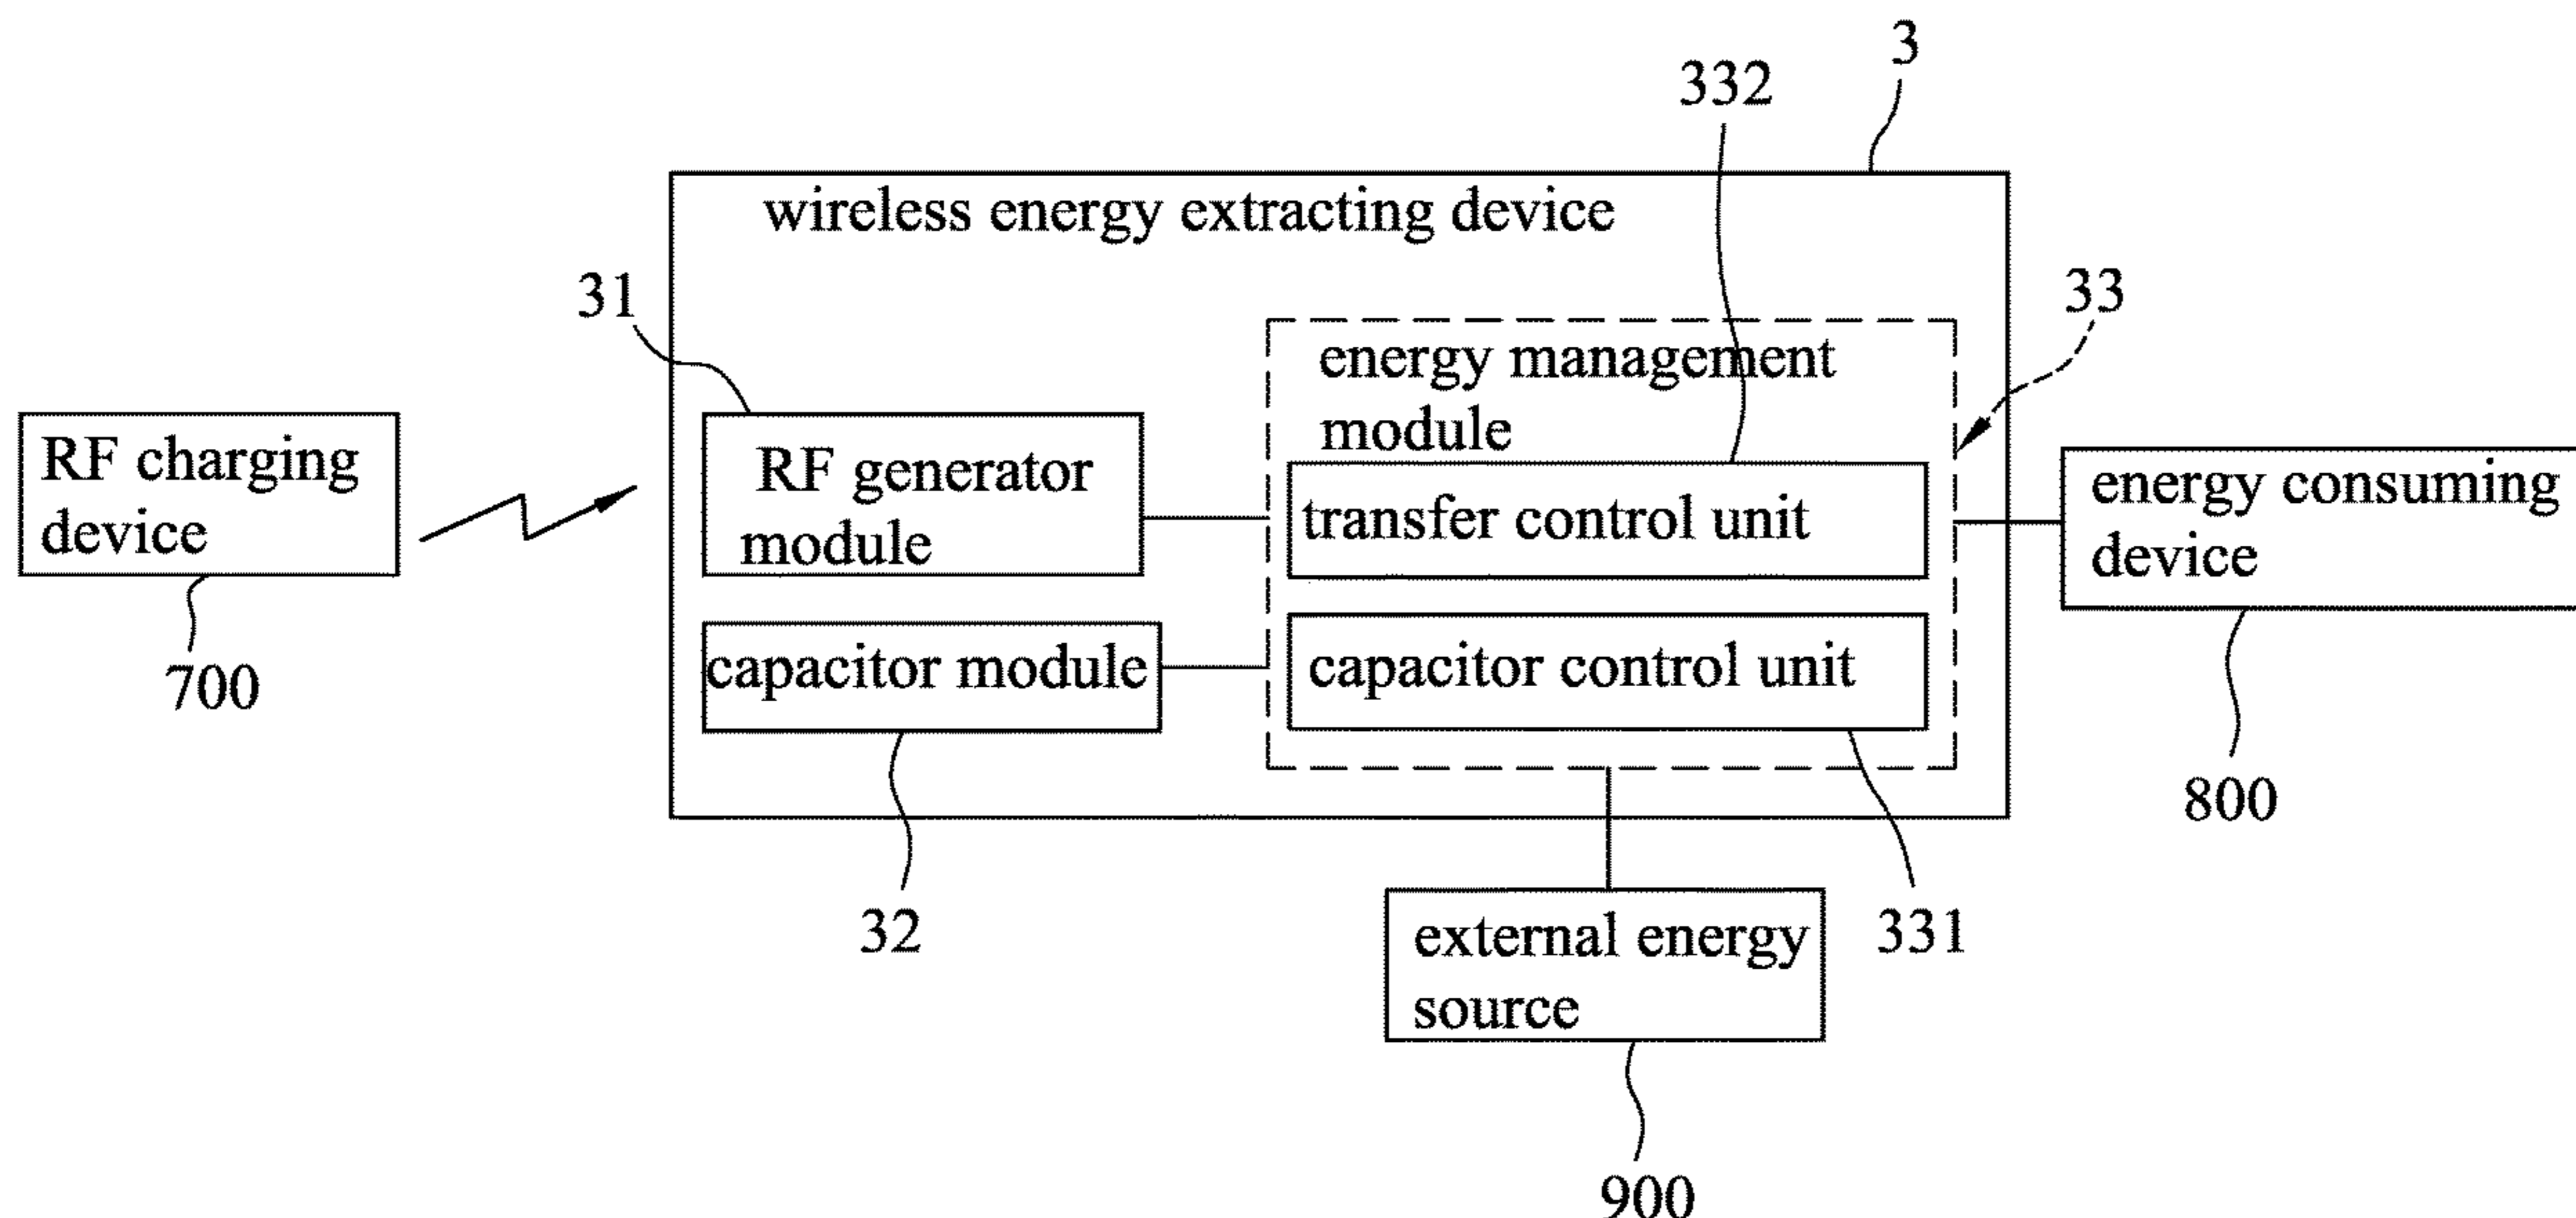 3
332
wireless energy extracting device
31
33
energy management
module
RF charging
device
RF generator
module
transfer control unit
energy consuming
device
capacitor module
capacitor control unit
700
800
32
external energy
source
331
900